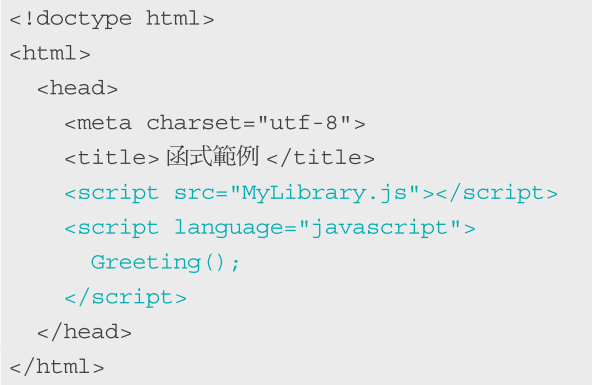 <!doctype html>
<html>
<head>
<meta charset="utf-8">
<title> 函式範例 </title>
<script src="MyLibrary.js"></script>
<script language="javascript">
Greeting();
</script>
</head>
</html>